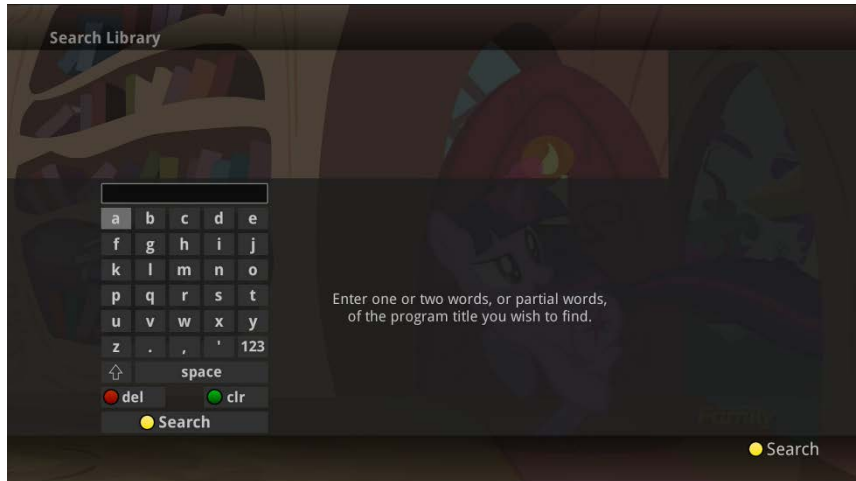 Search Library
a b c d e
f g h i j
k l m n o
p q r s t
u v w x y
z . , ' 123
space
del clr
Search
Enter one or two words, or partial words,
of the program title you wish to find.
Search